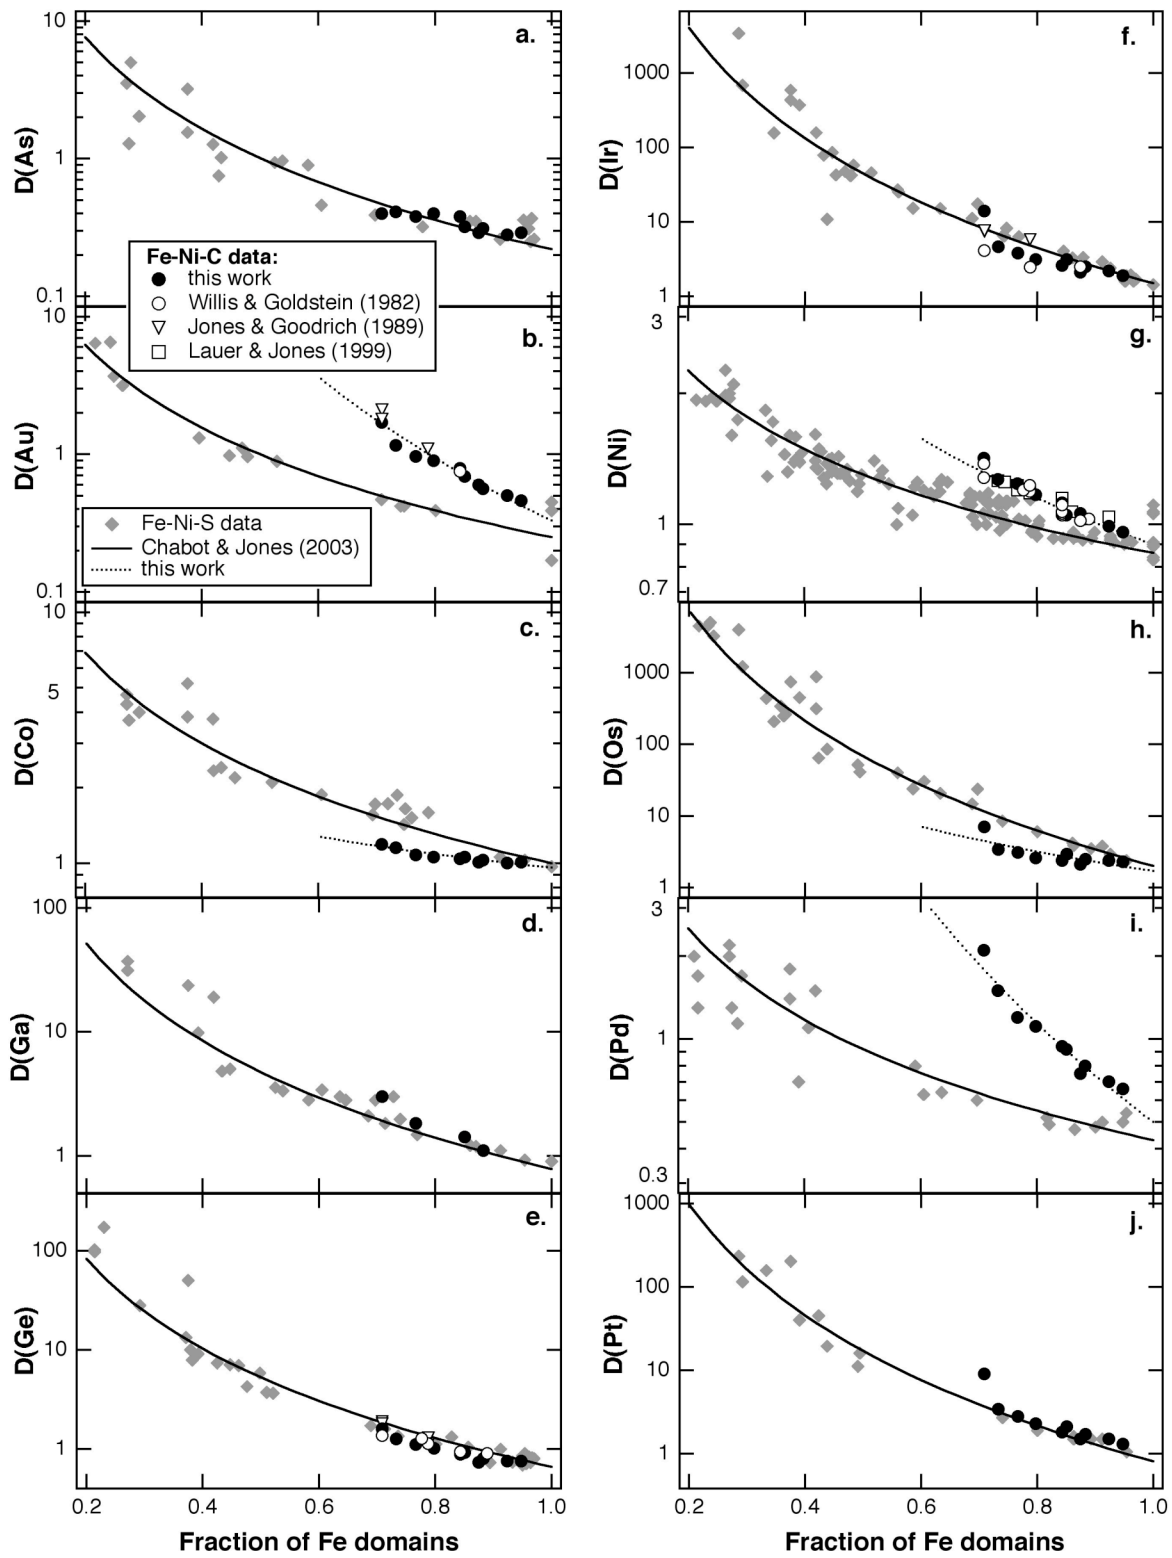 10
1
0.1
D(As)
a.
Fe-Ni-C data:
this work
Willis & Goldstein (1982)
Jones & Goodrich (1989)
Lauer & Jones (1999)
10
1
0.1
D(Au)
b.
Fe-Ni-S data
Chabot & Jones (2003)
this work
10
5
1
D(Co)
c.
100
10
1
D(Ga)
d.
100
10
1
D(Ge)
e.
0.2 0.4 0.6 0.8 1.0
Fraction of Fe domains
1000
100
10
1
D(Ir)
f.
3
2
1
0.7
D(Ni)
g.
1000
100
10
1
D(Os)
h.
3
1
0.3
D(Pd)
i.
1000
100
10
1
D(Pt)
j.
0.2 0.4 0.6 0.8 1.0
Fraction of Fe domains